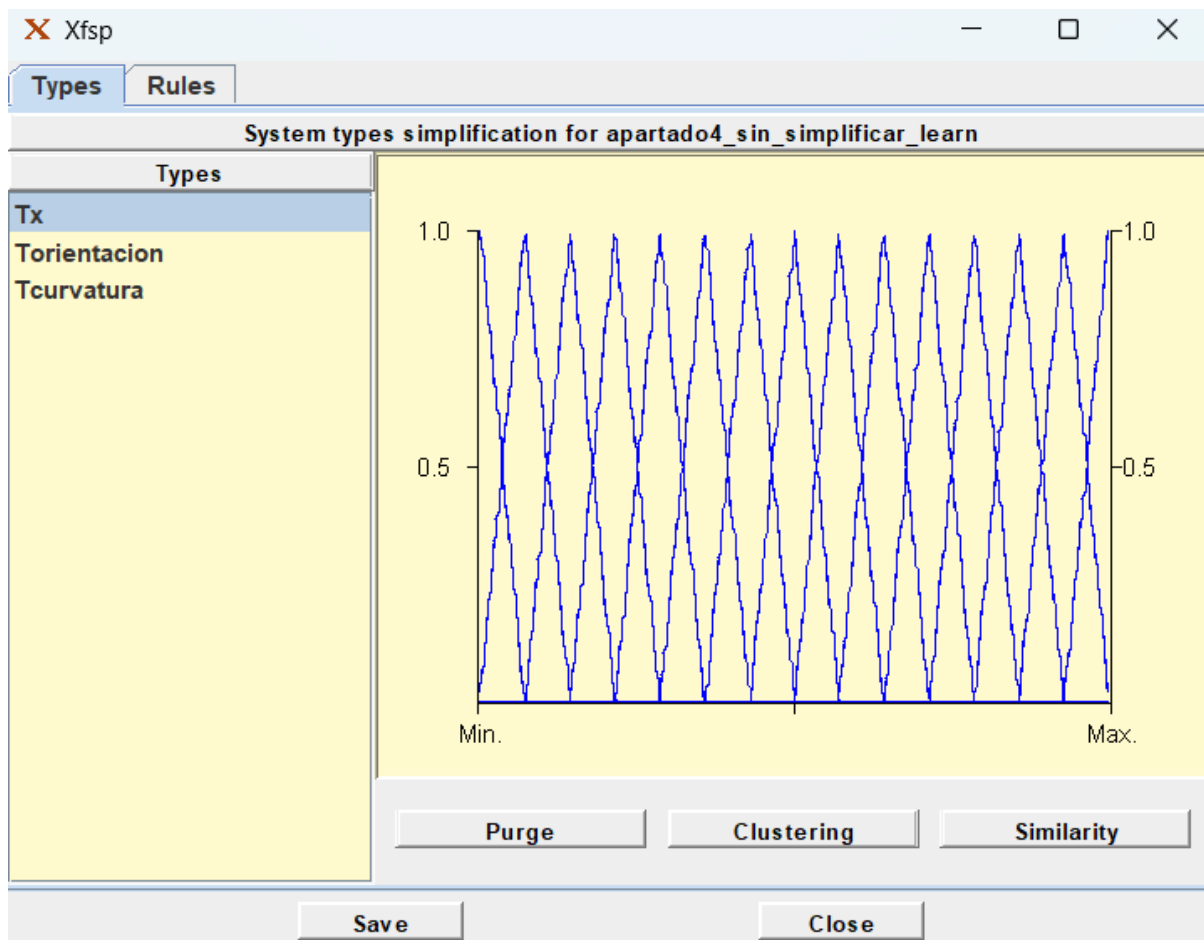 Xfsp
Types Rules
System types simplification for apartado4_sin_simplificar_learn
Types
Tx
Torientacion
Tcurvatura
1.0 1.0
0.5 0.5
Min. Max.
Purge Clustering Similarity
Save Close